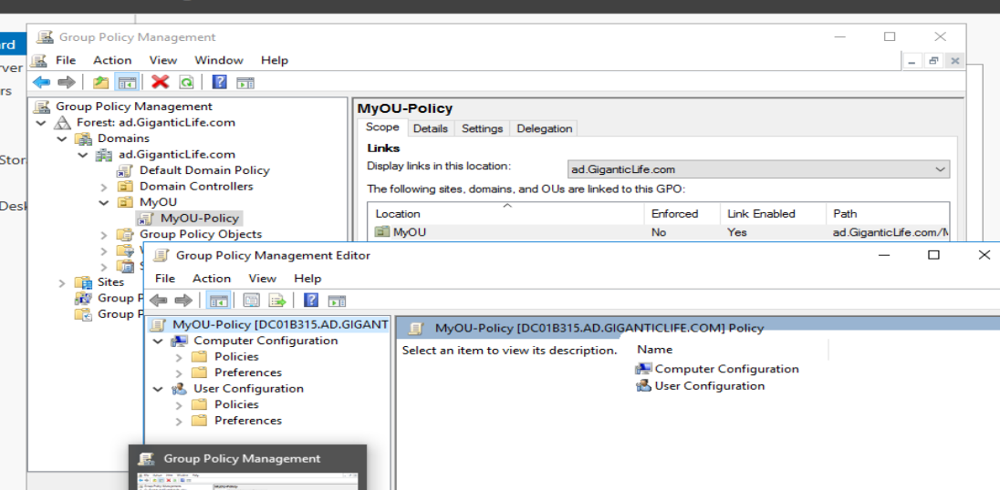 rd
Group Policy Management
File Action View Window Help
ver
rs
Stor
Desk
Group Policy Management
Forest: ad.GiganticLife.com
Domains
ad.GiganticLife.com
Default Domain Policy
Domain Controllers
MyOU
MyOU-Policy
Group Policy Objects
Sites
Group P
Group P
MyOU-Policy
Scope Details Settings Delegation
Links
Display links in this location: ad.GiganticLife.com
The following sites, domains, and OUs are linked to this GPO:
Location Enforced Link Enabled Path
MyOU No Yes ad.GiganticLife.com/M
Group Policy Management Editor
File Action View Help
MyOU-Policy [DC01B315.AD.GIGANT
Computer Configuration
Policies
Preferences
User Configuration
Policies
Preferences
MyOU-Policy [DC01B315.AD.GIGANTICLIFE.COM] Policy
Select an item to view its description.
Name
Computer Configuration
User Configuration
Group Policy Management